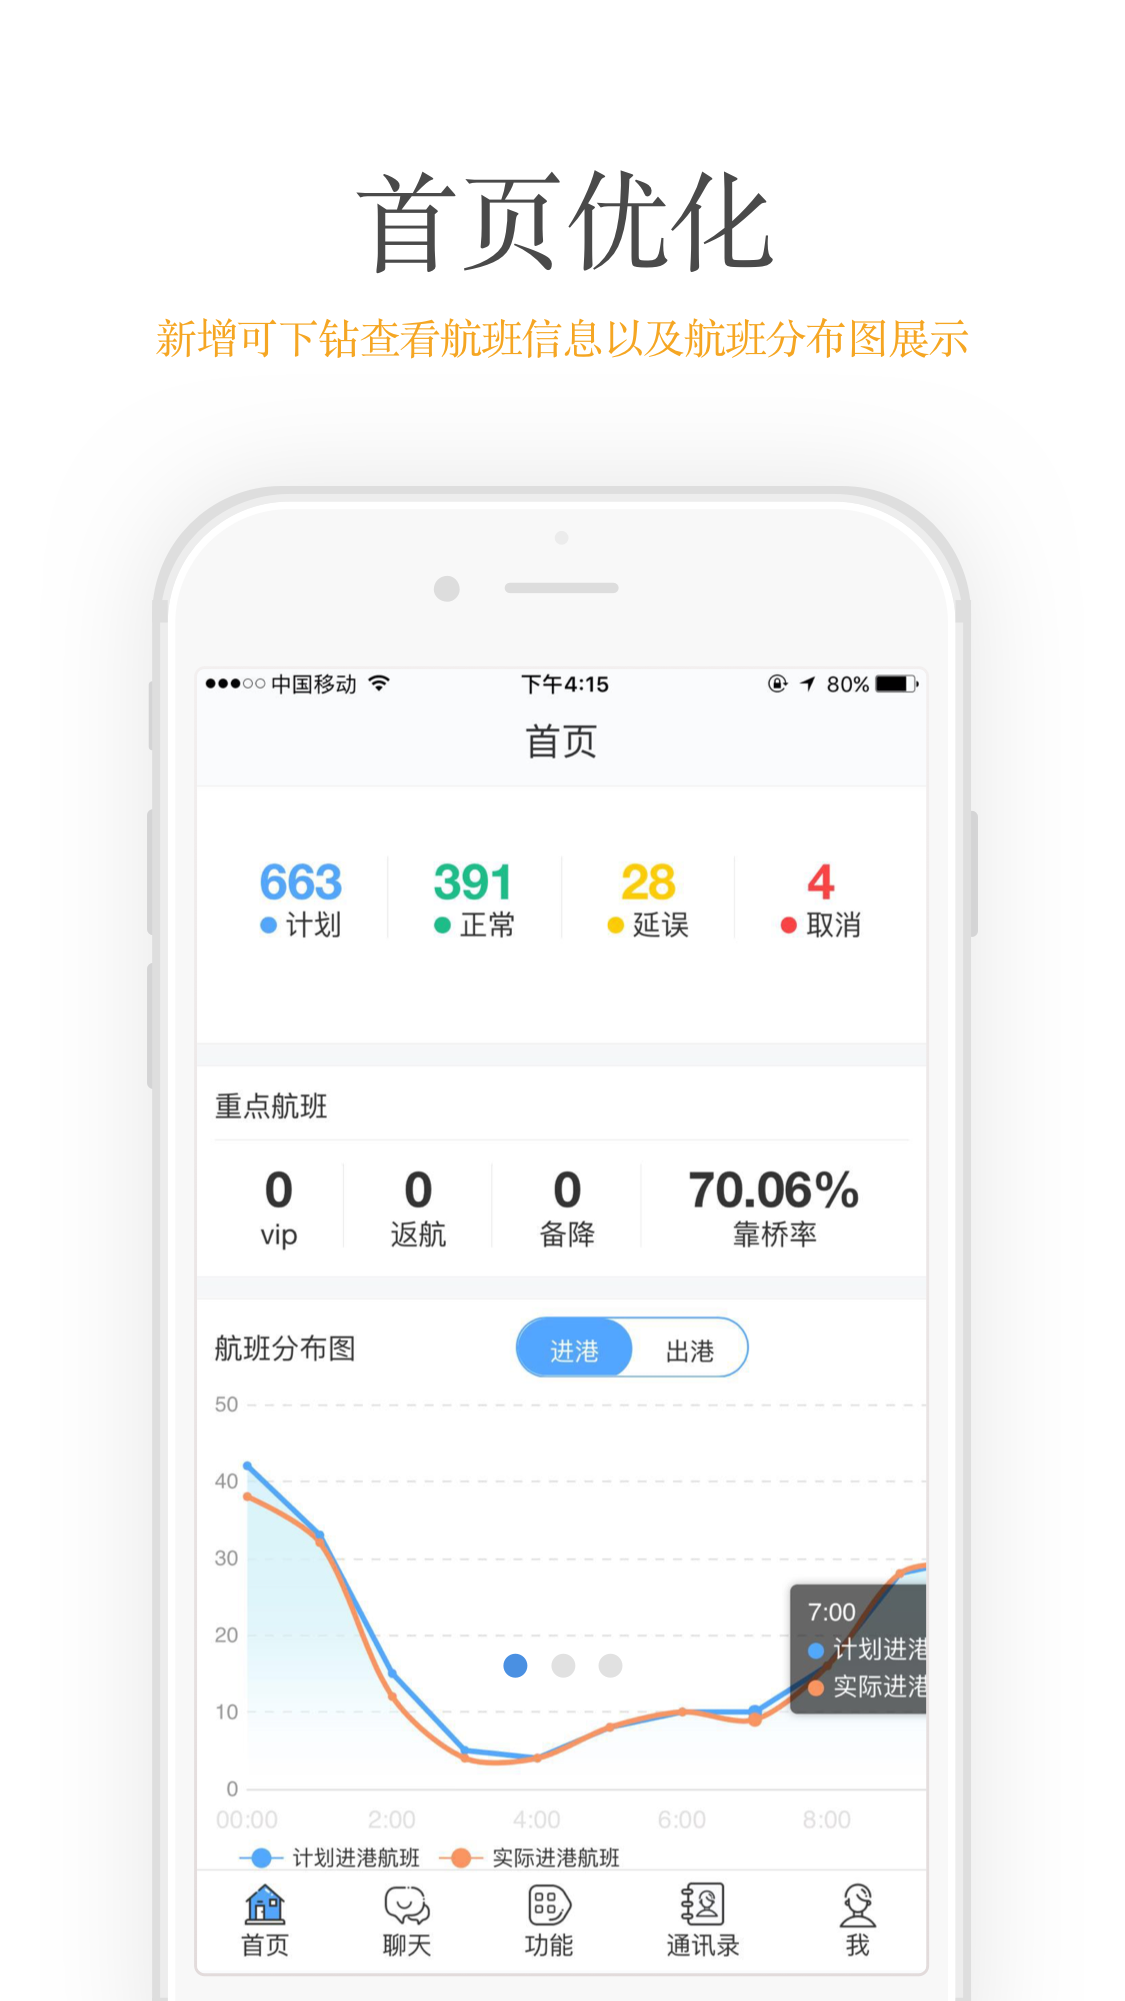 首页优化
新增可下钻查看航班信息以及航班分布图展示
中国移动 下午4:15 80%
首页
663 391 28 4
计划 正常 延误 取消
重点航班
0 0 0 70.06%
vip 返航 备降 靠桥率
航班分布图 进港 出港
50
40
30
20
10
0
7:00
计划进港
实际进港
00:00 2:00 4:00 6:00 8:00
计划进港航班 实际进港航班
首页 聊天 功能 通讯录 我